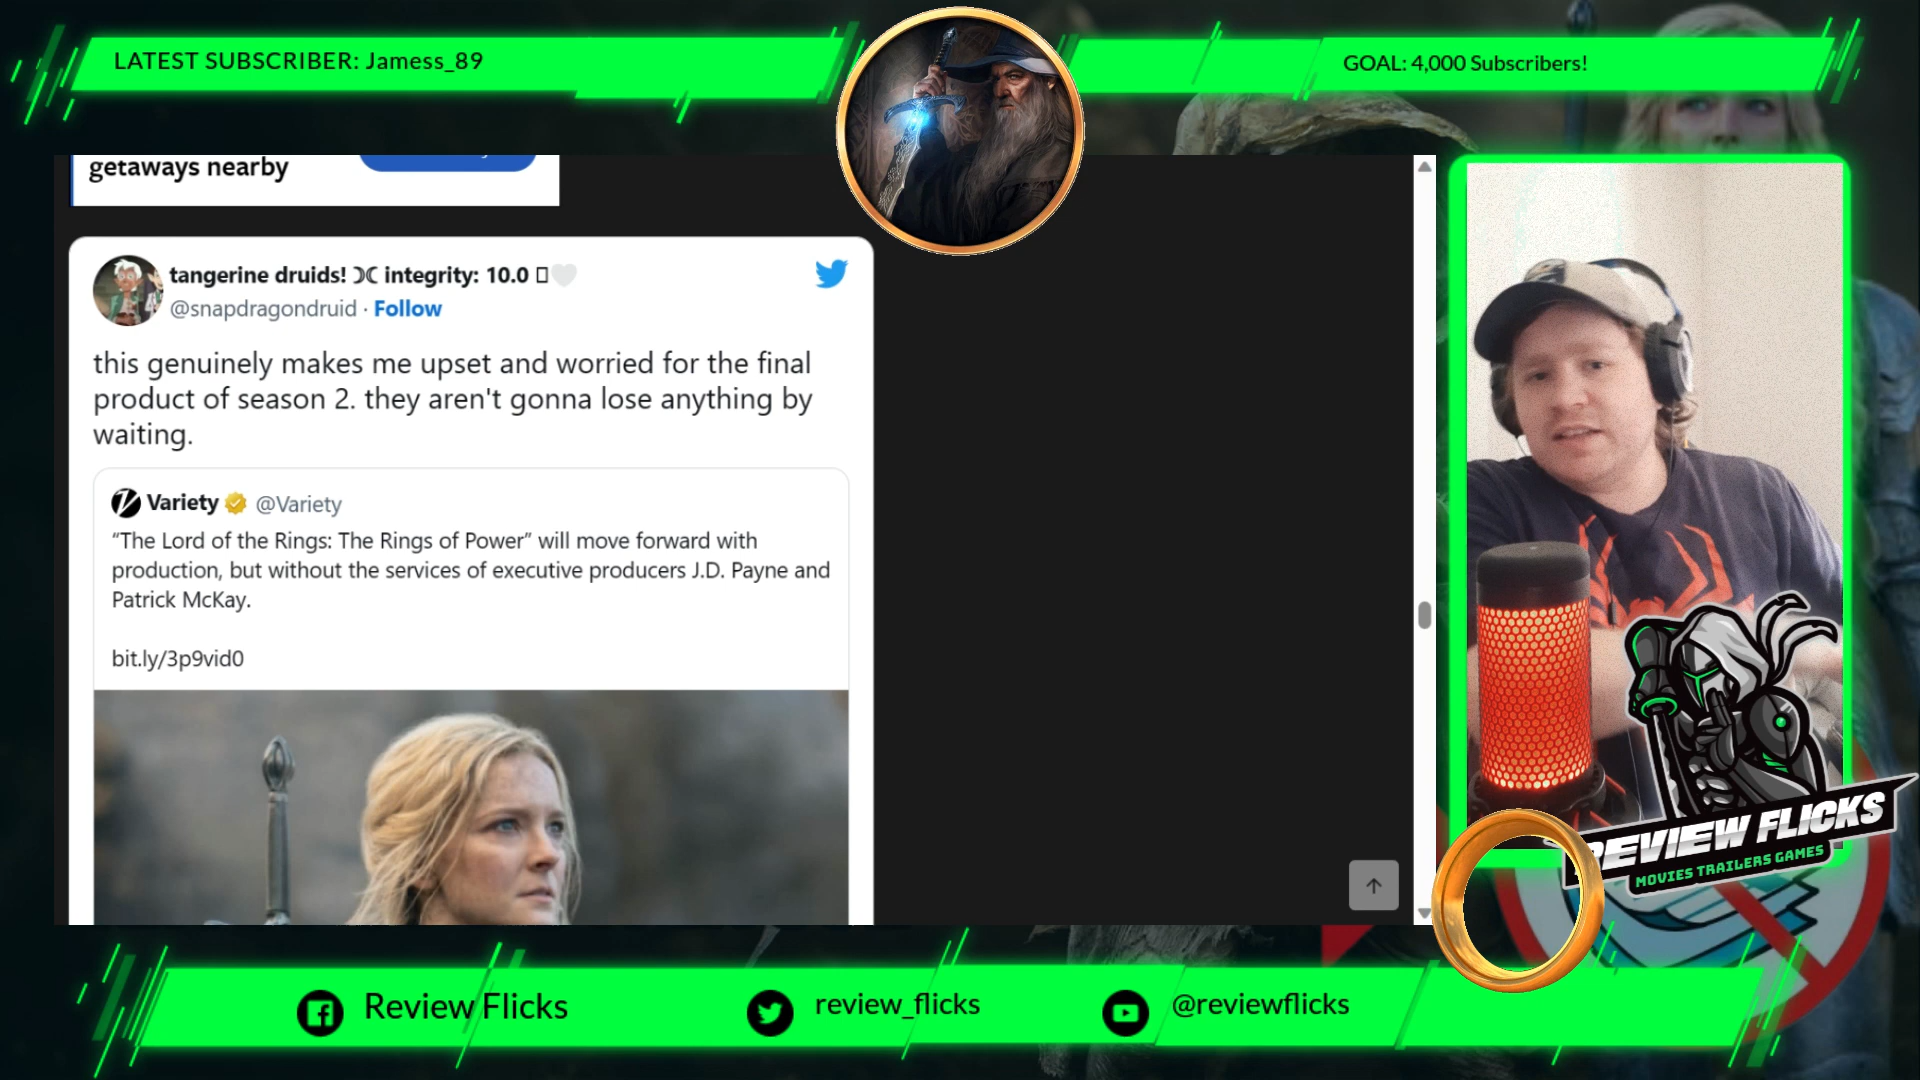 LATEST SUBSCRIBER: Jamess_89
GOAL: 4,000 Subscribers!
getaways nearby
tangerine druids! integrity: 10.0
@snapdragondruid · Follow
this genuinely makes me upset and worried for the final
product of season 2. they aren't gonna lose anything by
waiting.
Variety @Variety
“The Lord of the Rings: The Rings of Power” will move forward with
production, but without the services of executive producers J.D. Payne and
Patrick McKay.
bit.ly/3p9vid0
REVIEW FLICKS
MOVIES TRAILERS GAMES
Review Flicks
review_flicks
@reviewflicks